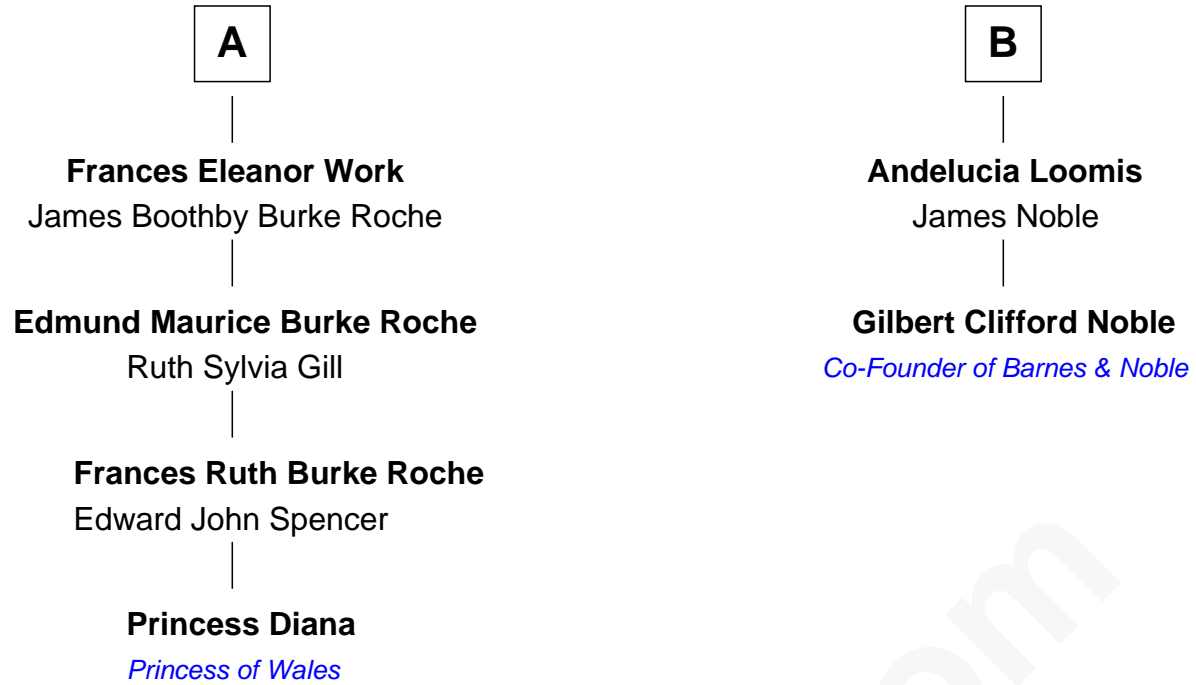 A
Frances Eleanor Work
James Boothby Burke Roche
Edmund Maurice Burke Roche
Ruth Sylvia Gill
Frances Ruth Burke Roche
Edward John Spencer
Princess Diana
Princess of Wales
B
Andelucia Loomis
James Noble
Gilbert Clifford Noble
Co-Founder of Barnes & Noble
om